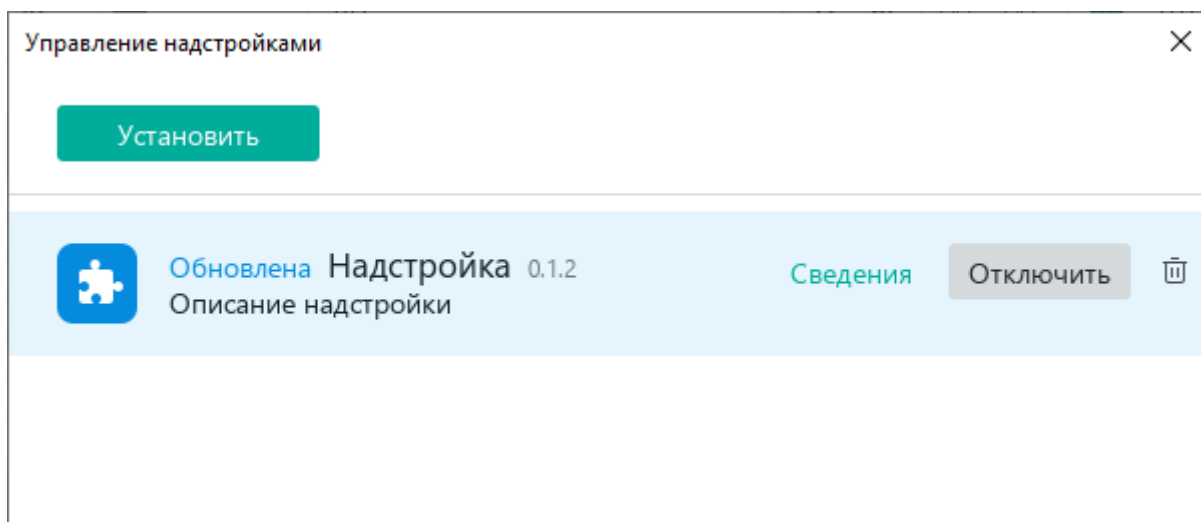 Управление надстройками
Установить
Обновлена Надстройка 0.1.2 Сведения Отключить
Описание надстройки